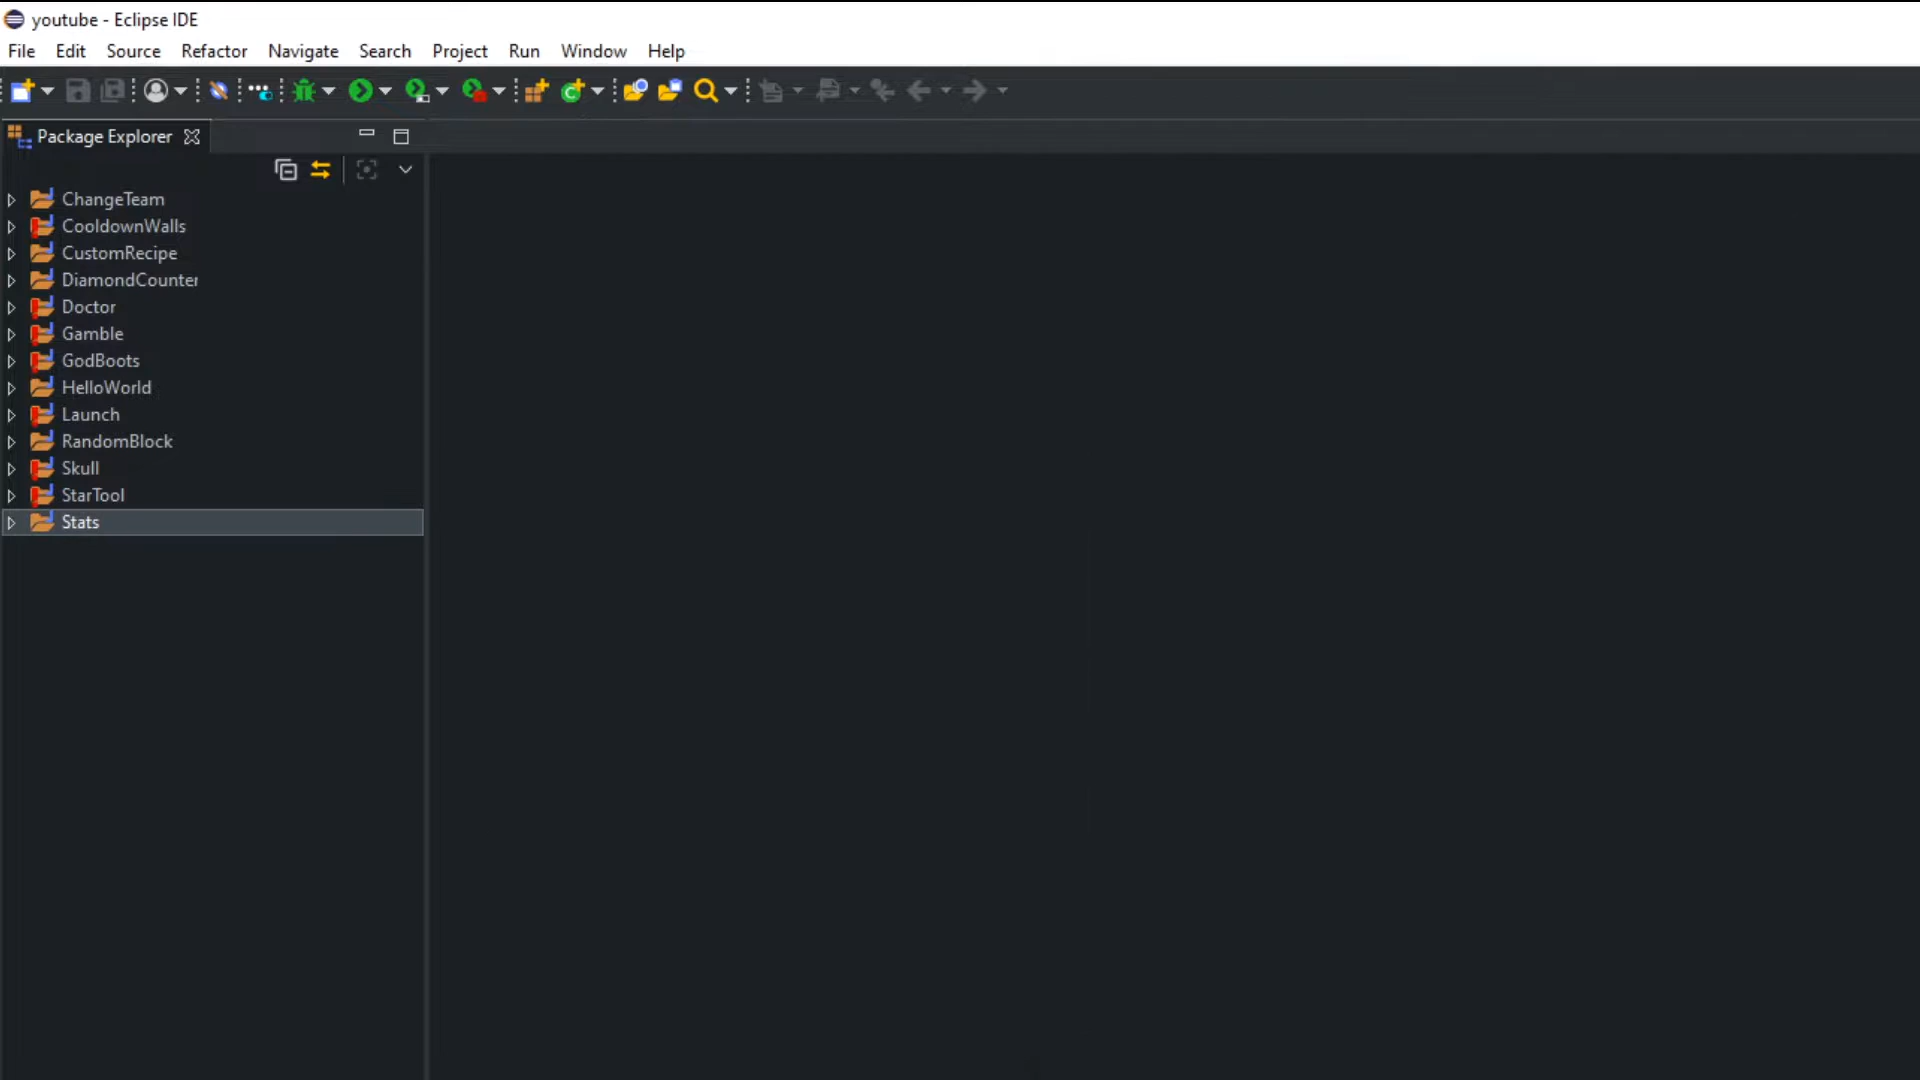 youtube - Eclipse IDE
File Edit Source Refactor Navigate Search Project Run Window Help
Package Explorer
ChangeTeam
CooldownWalls
CustomRecipe
DiamondCounter
Doctor
Gamble
GodBoots
HelloWorld
Launch
RandomBlock
Skull
StarTool
Stats